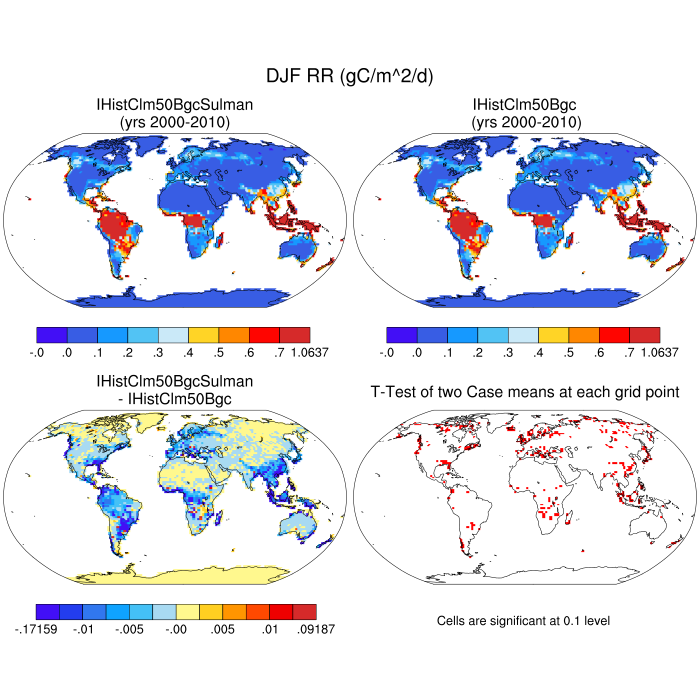 DJF RR (gC/m^2/d)
IHistClm50BgcSulman
(yrs 2000-2010)
IHistClm50Bgc
(yrs 2000-2010)
-.0 .0 .1 .2 .3 .4 .5 .6 .7 1.0637
-.0 .0 .1 .2 .3 .4 .5 .6 .7 1.0637
IHistClm50BgcSulman
- IHistClm50Bgc
T-Test of two Case means at each grid point
-.17159 -.01 -.005 -.00 .005 .01 .09187
Cells are significant at 0.1 level